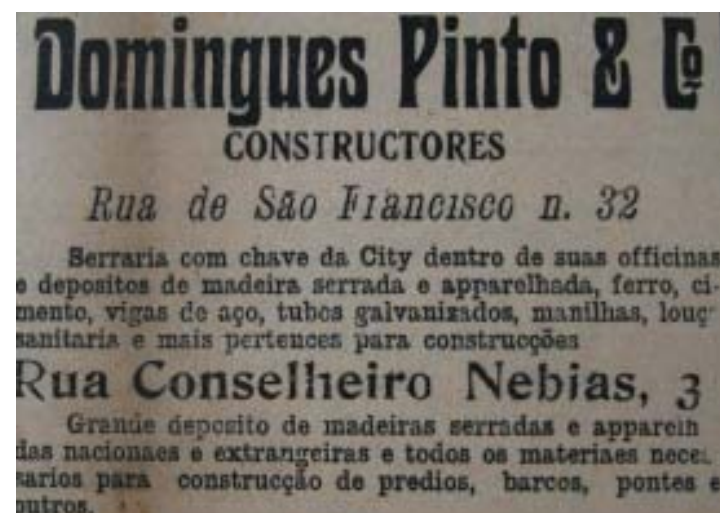 Domingues Pinto & Cº
CONSTRUCTORES
Rua de São Francisco n. 32
Serraria com chave da City dentro de suas officinas
e depositos de madeira serrada e apparelhada, ferro, ci-
mento, vigas de aço, tubos galvanizados, manilhas, louç
sanitaria e mais pertences para construcções
Rua Conselheiro Nebias, 3
Grande deposito de madeiras serradas e apparelh
das nacionaes e extrangeiras e todos os materiaes neces
sarios para construcção de predios, barcos, pontes e
outros.